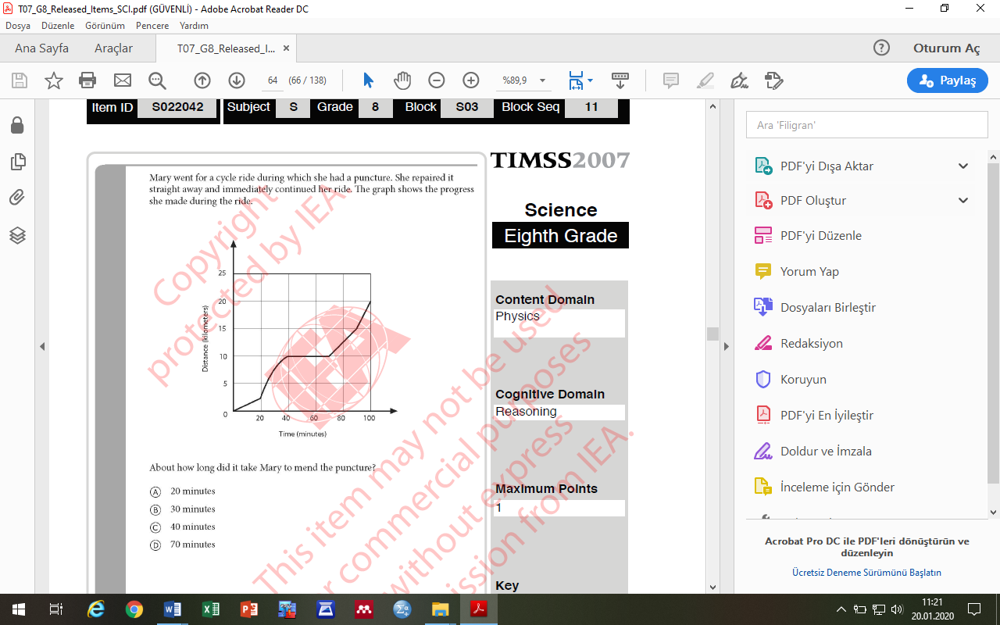 T07_G8_Released_Items_SCI.pdf (GÜVENLİ) - Adobe Acrobat Reader DC
Dosya Düzenle Görünüm Pencere Yardım
Ana Sayfa Araçlar T07_G8_Released_I... × ? Oturum Aç
64 (66 / 138) %89,9 Paylaş
Item ID S022042 Subject S Grade 8 Block S03 Block Seq 11
TIMSS2007
Science
Eighth Grade
Content Domain
Physics
Cognitive Domain
Reasoning
Maximum Points
1
Key
Mary went for a cycle ride during which she had a puncture. She repaired it
straight away and immediately continued her ride. The graph shows the progress
she made during the ride.
25
20
15
10
5
0
Distance (kilometers)
20 40 60 80 100
Time (minutes)
About how long did it take Mary to mend the puncture?
A 20 minutes
B 30 minutes
C 40 minutes
D 70 minutes
Copyright
protected by IEA
IEA
This item may not be used
commercial purposes
without express
ission from IEA.
Ara 'Filigran'
PDF'yi Dışa Aktar
PDF Oluştur
PDF'yi Düzenle
Yorum Yap
Dosyaları Birleştir
Redaksiyon
Koruyun
PDF'yi En İyileştir
Doldur ve İmzala
İnceleme için Gönder
Acrobat Pro DC ile PDF'leri dönüştürün ve
düzenleyin
Ücretsiz Deneme Sürümünü Başlatın
11:21
20.01.2020